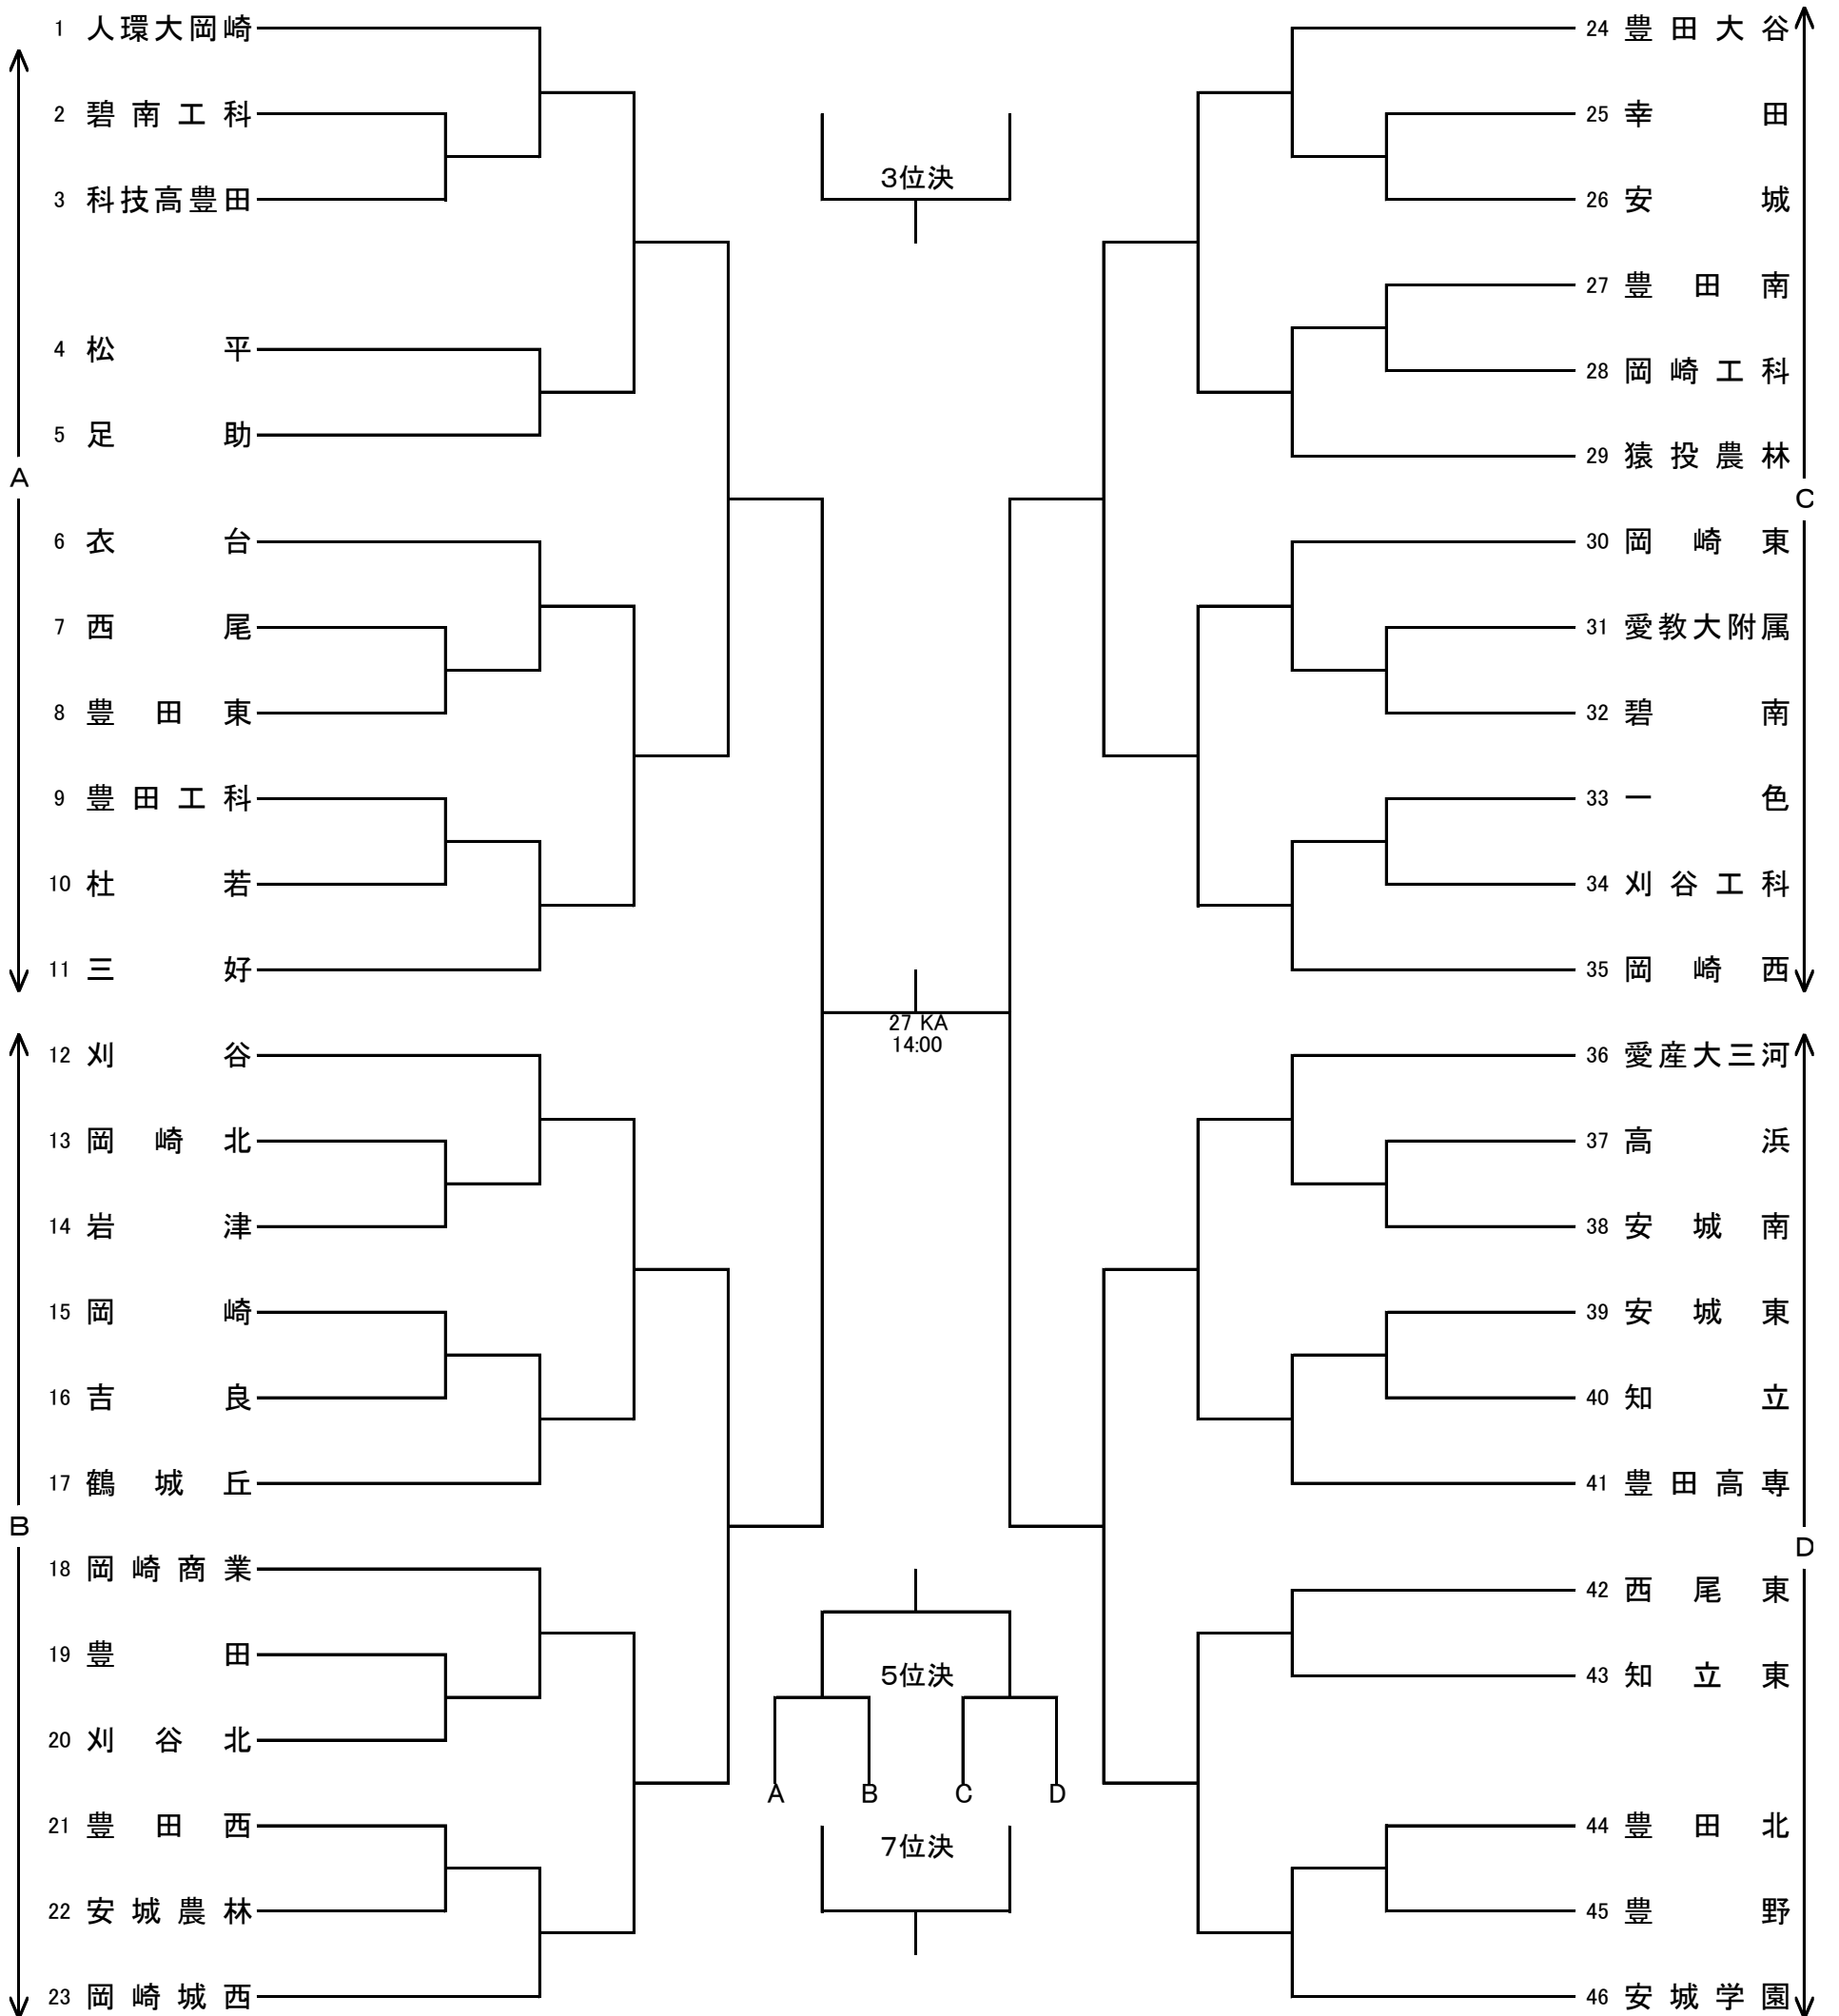 1 人環大岡崎
2 碧南工科
3 科技高豊田
4 松平
5 足助
A
6 衣台
7 西尾
8 豊田東
9 豊田工科
10 杜若
11 三好
12 刈谷
13 岡崎北
14 岩津
15 岡崎
16 吉良
17 鶴城丘
B
18 岡崎商業
19 豊田
20 刈谷北
21 豊田西
22 安城農林
23 岡崎城西
3位決
27 KA
14:00
5位決
A B C D
7位決
24 豊田大谷
25 幸田
26 安城
27 豊田南
28 岡崎工科
29 猿投農林
C
30 岡崎東
31 愛教大附属
32 碧南
33 一色
34 刈谷工科
35 岡崎西
36 愛産大三河
37 高浜
38 安城南
39 安城東
40 知立
41 豊田高専
D
42 西尾東
43 知立東
44 豊田北
45 豊野
46 安城学園